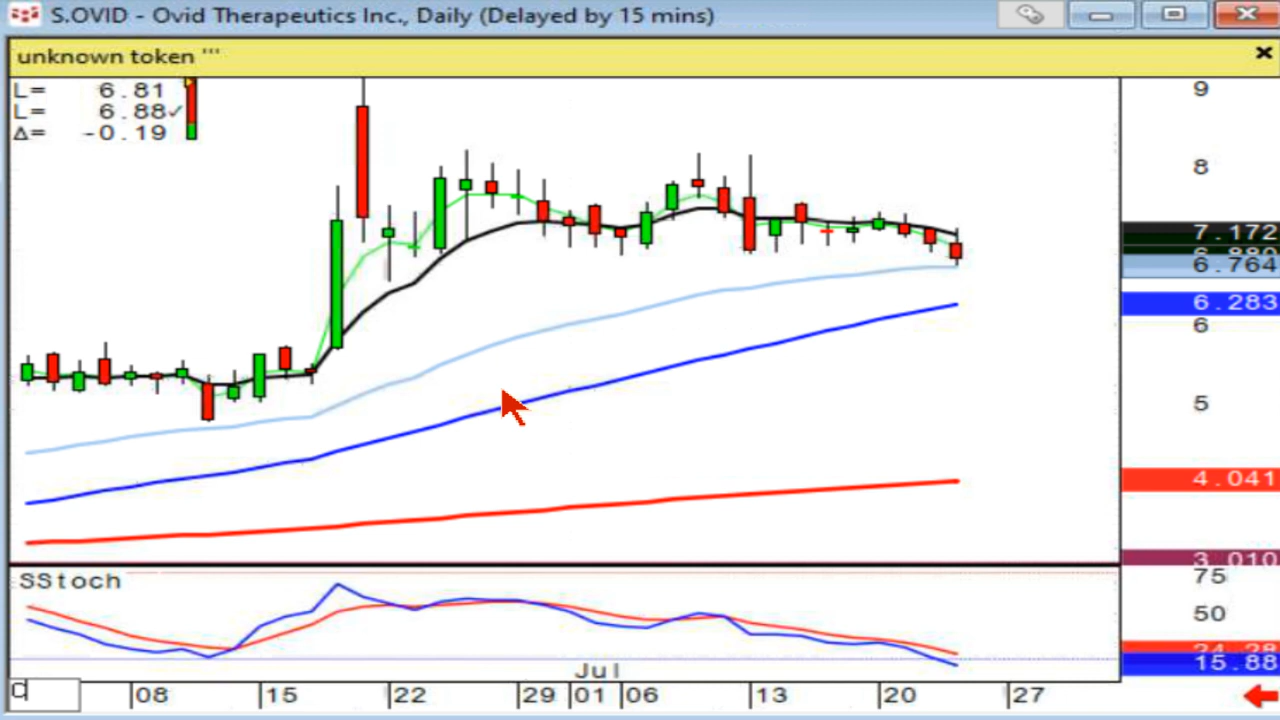 S.OVID - Ovid Therapeutics Inc., Daily (Delayed by 15 mins)
unknown token '''
L= 6.81
L= 6.88✓
Δ= -0.19
9
8
7.172
6.880
6.764
6.283
6
5
4.041
3.010
SStoch
75
50
24.28
15.88
Jul
d
08 15 22 29 01 06 13 20 27